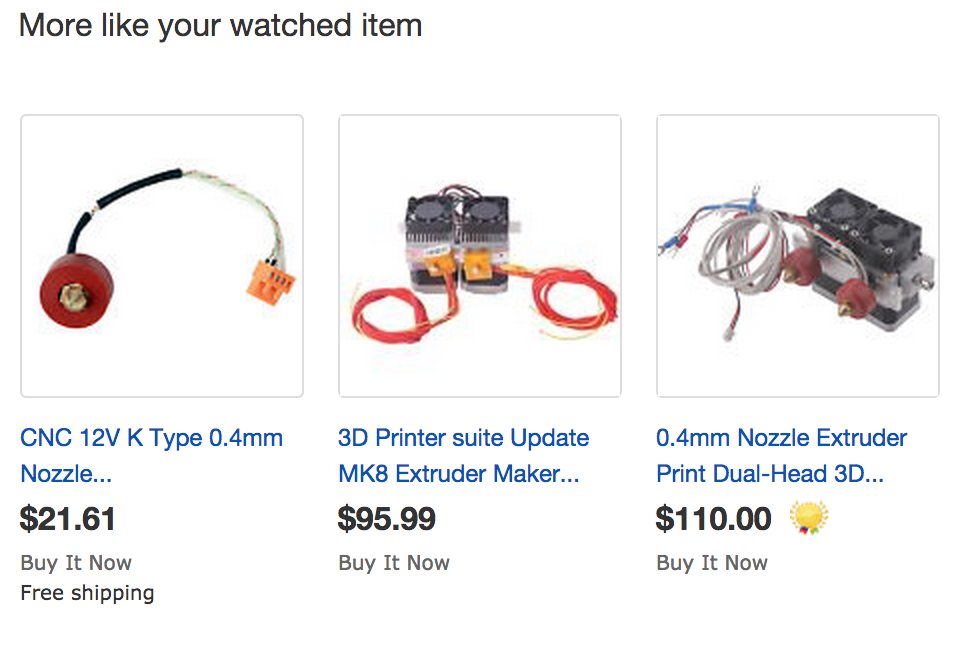 More like your watched item
CNC 12V K Type 0.4mm
Nozzle...
$21.61
Buy It Now
Free shipping
3D Printer suite Update
MK8 Extruder Maker...
$95.99
Buy It Now
0.4mm Nozzle Extruder
Print Dual-Head 3D...
$110.00
Buy It Now